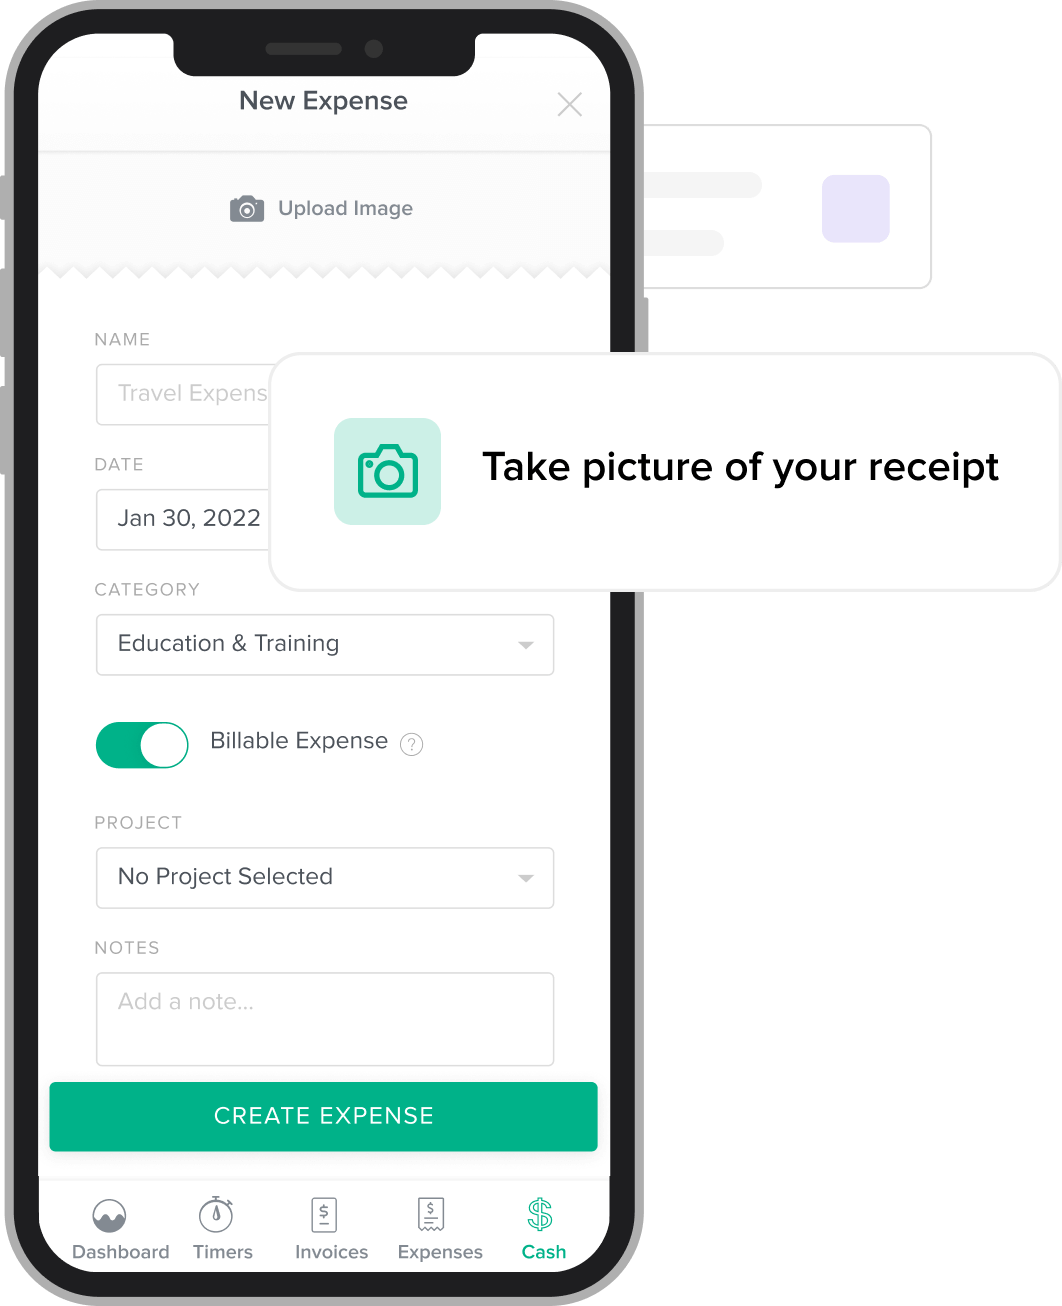 New Expense
Upload Image
NAME
Travel Expens
Take picture of your receipt
DATE
Jan 30, 2022
CATEGORY
Education & Training
Billable Expense ?
PROJECT
No Project Selected
NOTES
Add a note...
CREATE EXPENSE
Dashboard Timers Invoices Expenses Cash